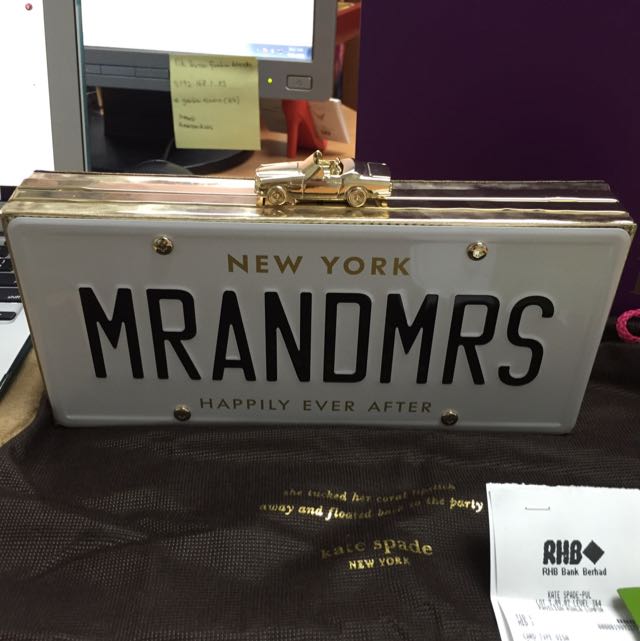 NEW YORK
MRANDMRS
HAPPILY EVER AFTER
she tucked her coral lipstick
away and floated back to the party
kate spade
NEW YORK
RHB
RHB Bank Berhad
KATE SPADE-PVL